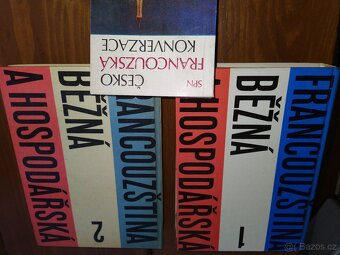 ČESKO
FRANCOUZSKÁ
KONVERZACE
SPN
FRANCOUZŠTINA
BĚŽNÁ
2
A HOSPODÁŘSKÁ
FRANCOUZŠTINA
BĚŽNÁ
1
A HOSPODÁŘSKÁ
Bazos.cz